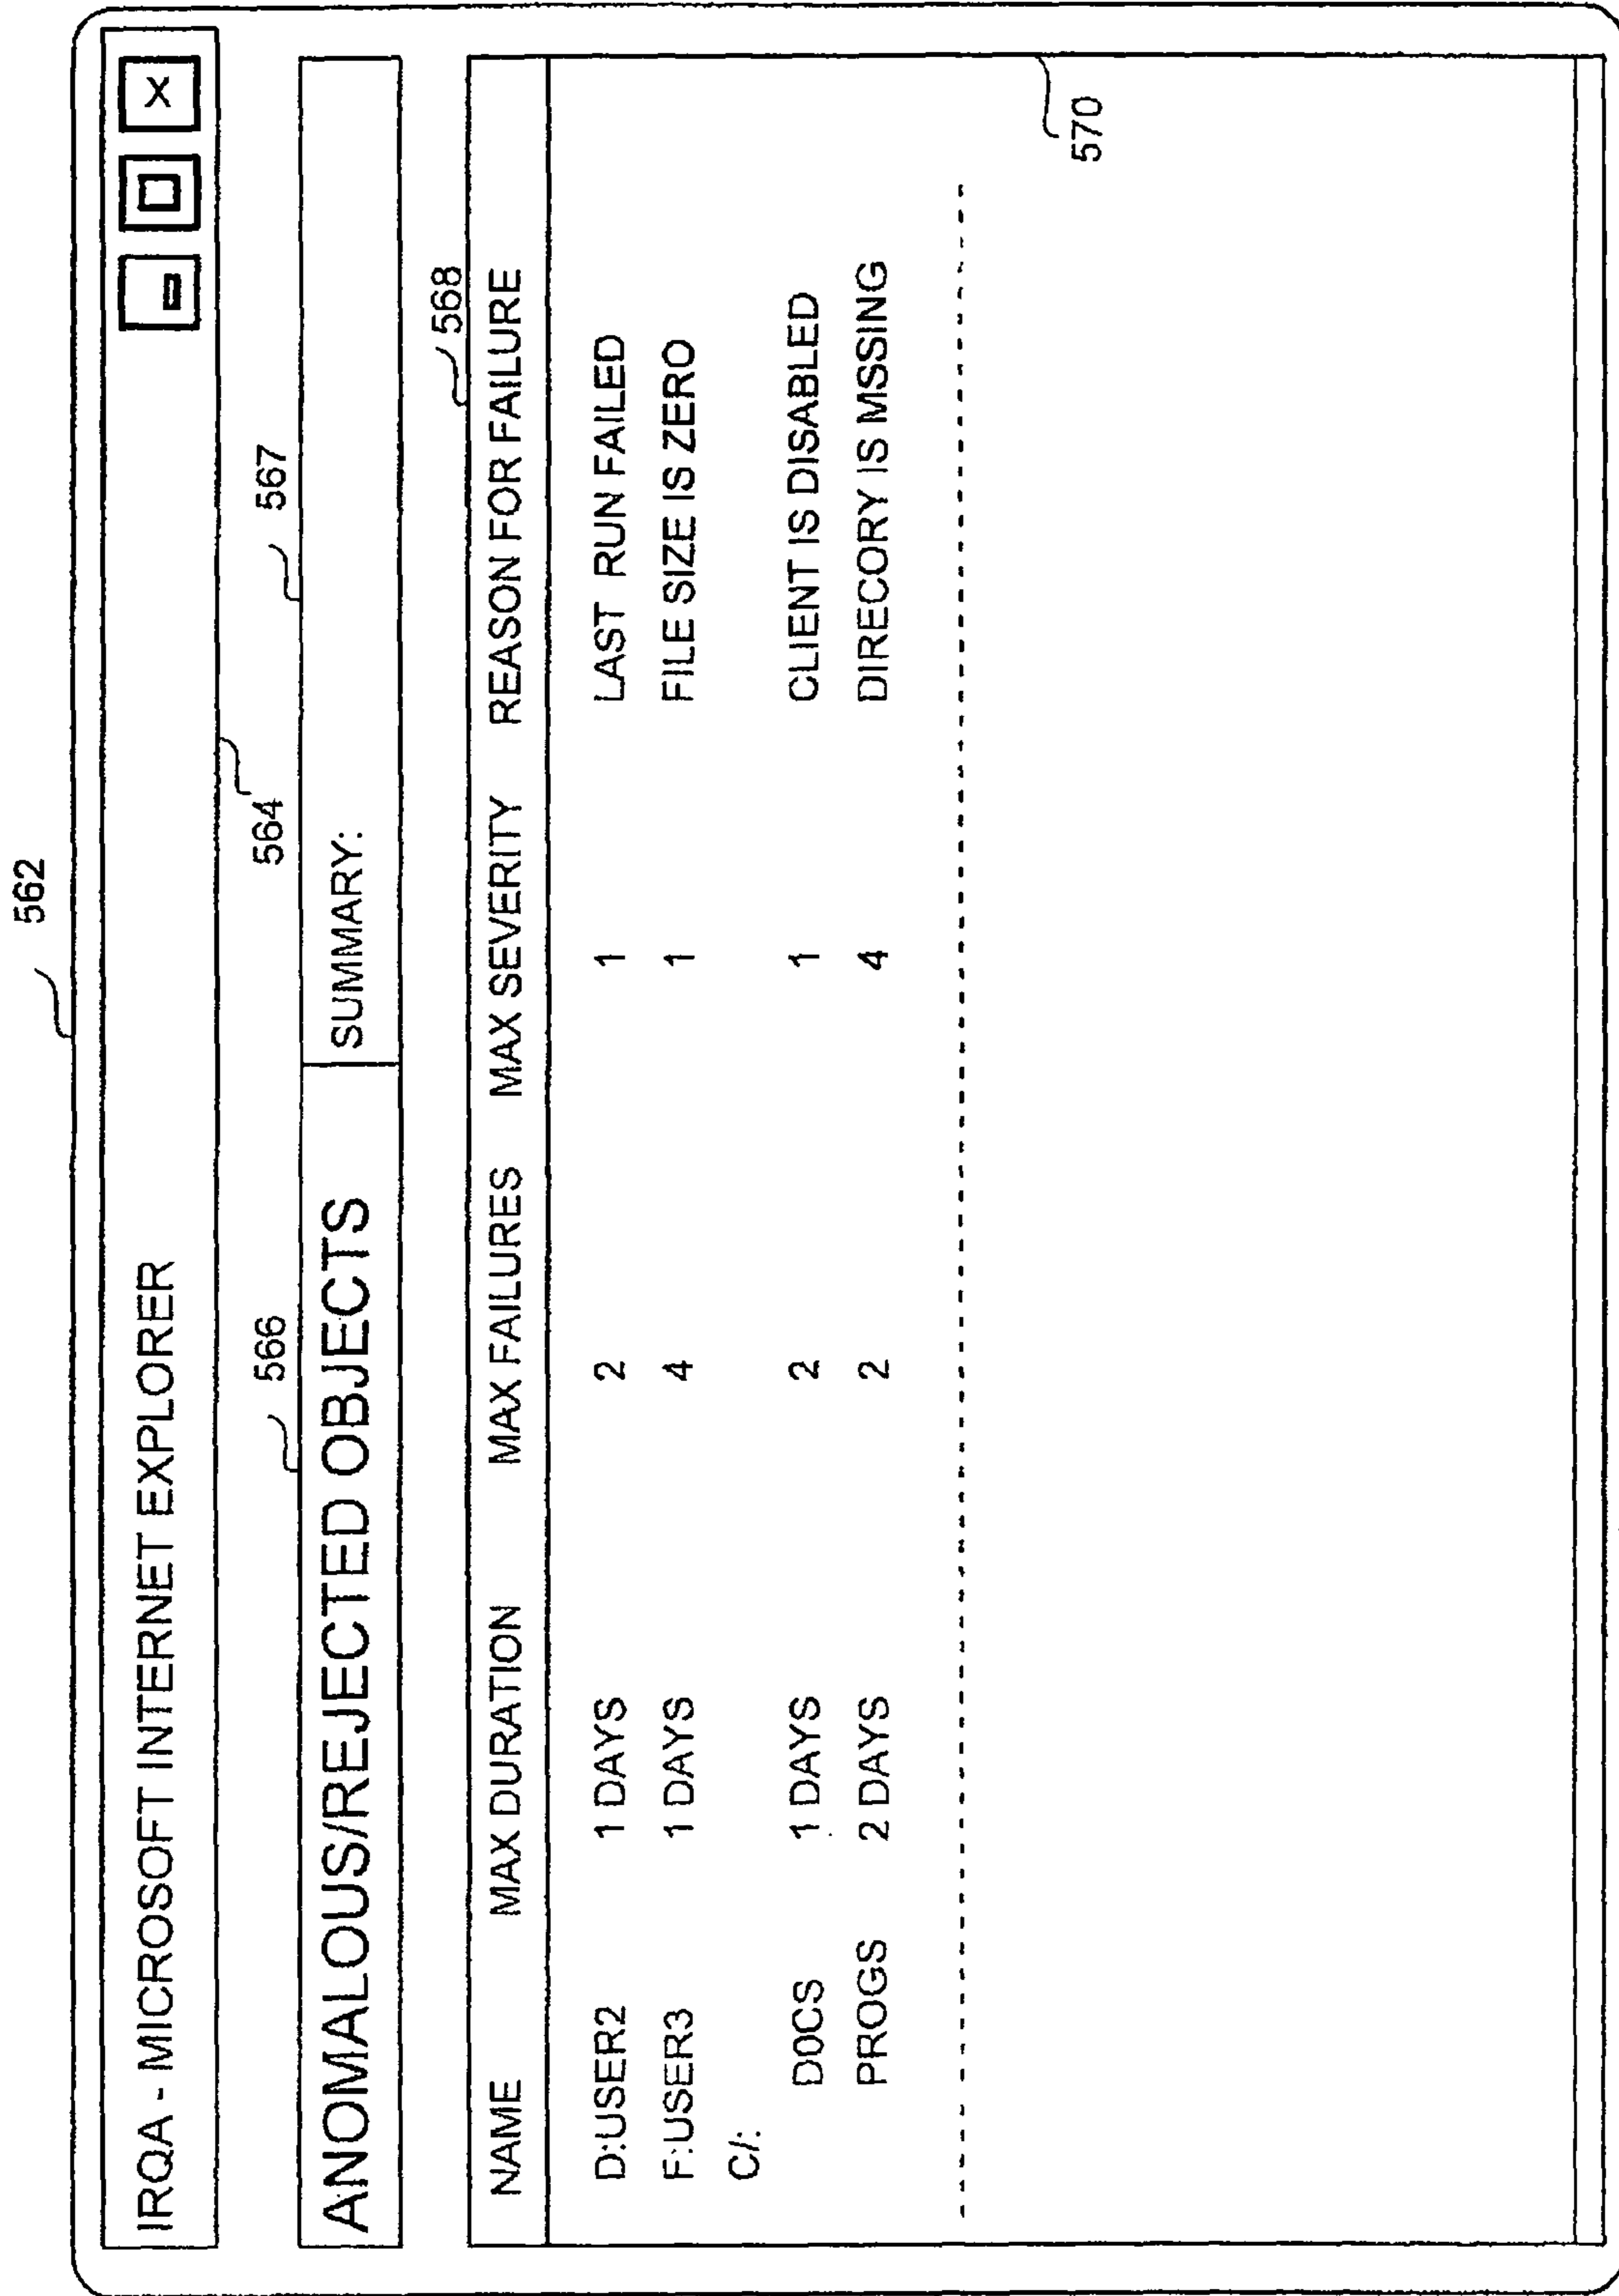 562
IRQA - MICROSOFT INTERNET EXPLORER X
564
566 567
ANOMALOUS/REJECTED OBJECTS SUMMARY:
568
NAME MAX DURATION MAX FAILURES MAX SEVERITY REASON FOR FAILURE
D:USER2 1 DAYS 2 1 LAST RUN FAILED
F:USER3 1 DAYS 4 1 FILE SIZE IS ZERO
C/:
DOCS 1 DAYS 2 1 CLIENT IS DISABLED
PROGS 2 DAYS 2 4 DIRECORY IS MSSING
570